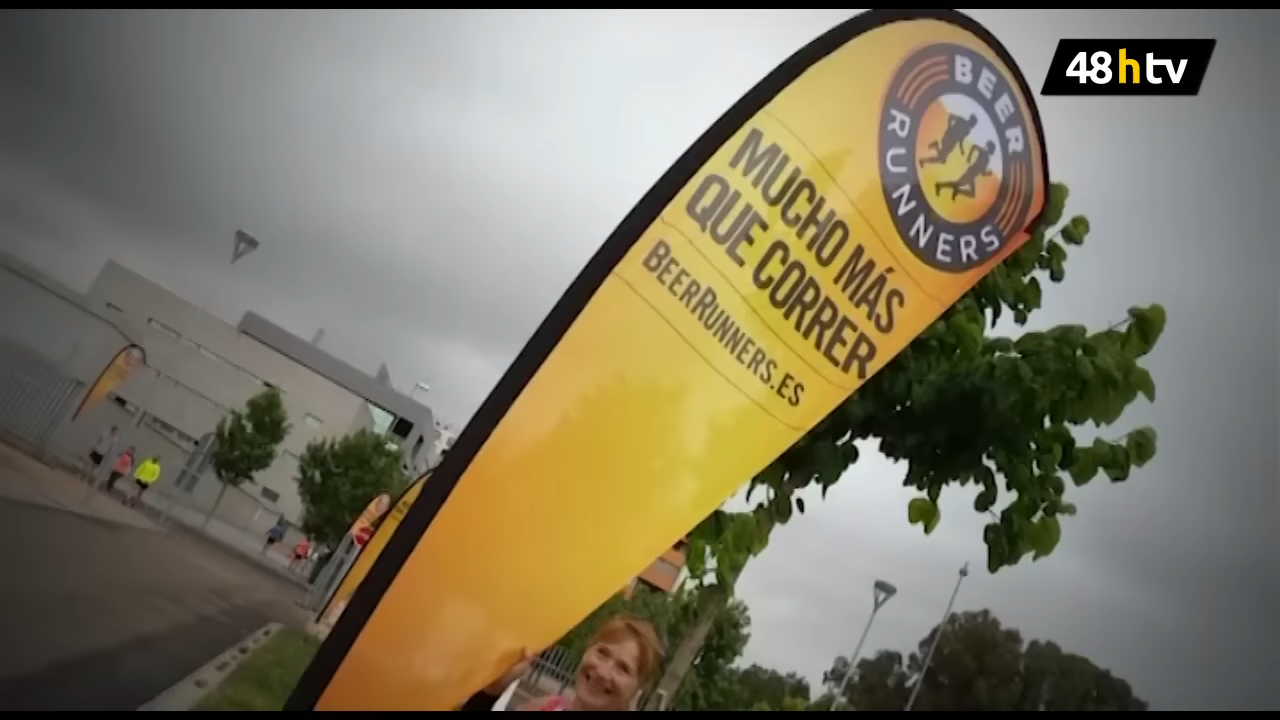 48htv
BEER
RUNNERS
MUCHO MÁS
QUE CORRER
BEERRUNNERS.ES